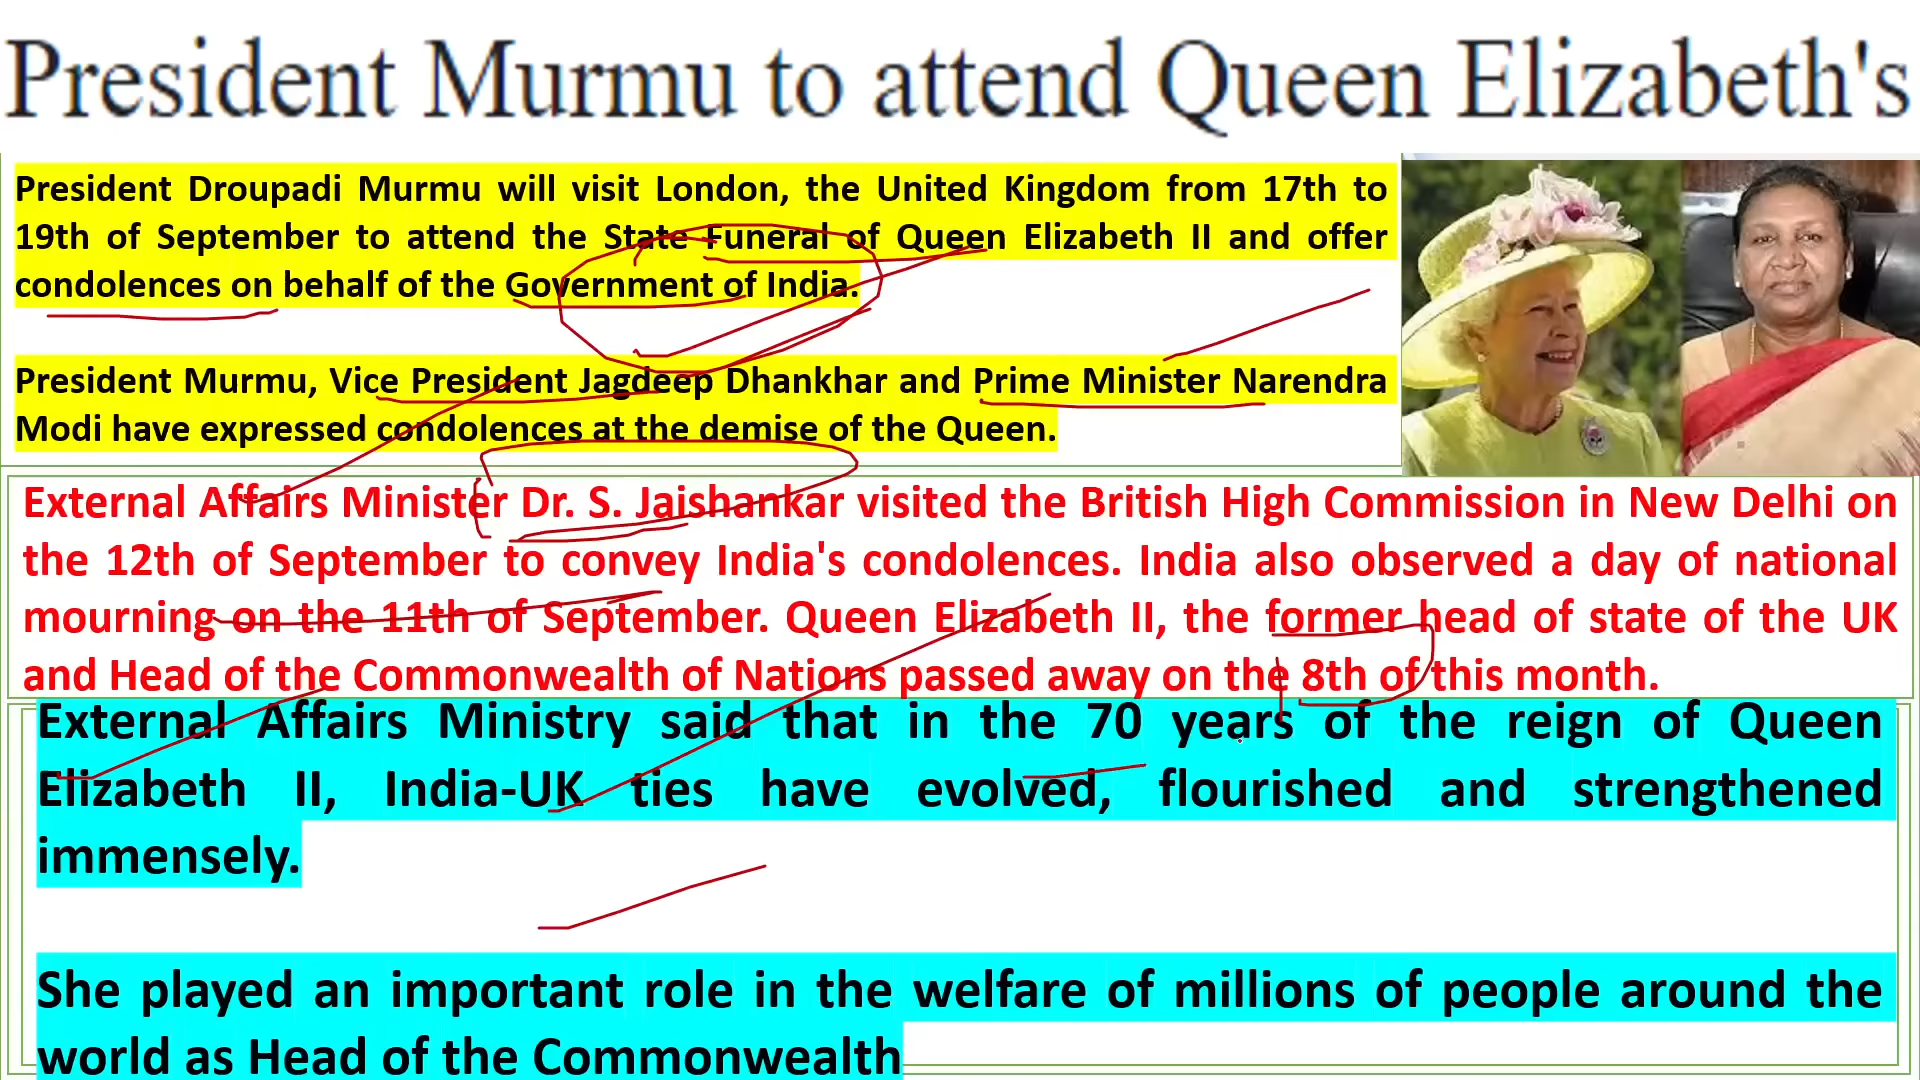 President Murmu to attend Queen Elizabeth's
President Droupadi Murmu will visit London, the United Kingdom from 17th to
19th of September to attend the State Funeral of Queen Elizabeth II and offer
condolences on behalf of the Government of India.
President Murmu, Vice President Jagdeep Dhankhar and Prime Minister Narendra
Modi have expressed condolences at the demise of the Queen.
External Affairs Minister Dr. S. Jaishankar visited the British High Commission in New Delhi on
the 12th of September to convey India's condolences. India also observed a day of national
mourning on the 11th of September. Queen Elizabeth II, the former head of state of the UK
and Head of the Commonwealth of Nations passed away on the 8th of this month.
External Affairs Ministry said that in the 70 years of the reign of Queen
Elizabeth II, India-UK ties have evolved, flourished and strengthened
immensely.
She played an important role in the welfare of millions of people around the
world as Head of the Commonwealth